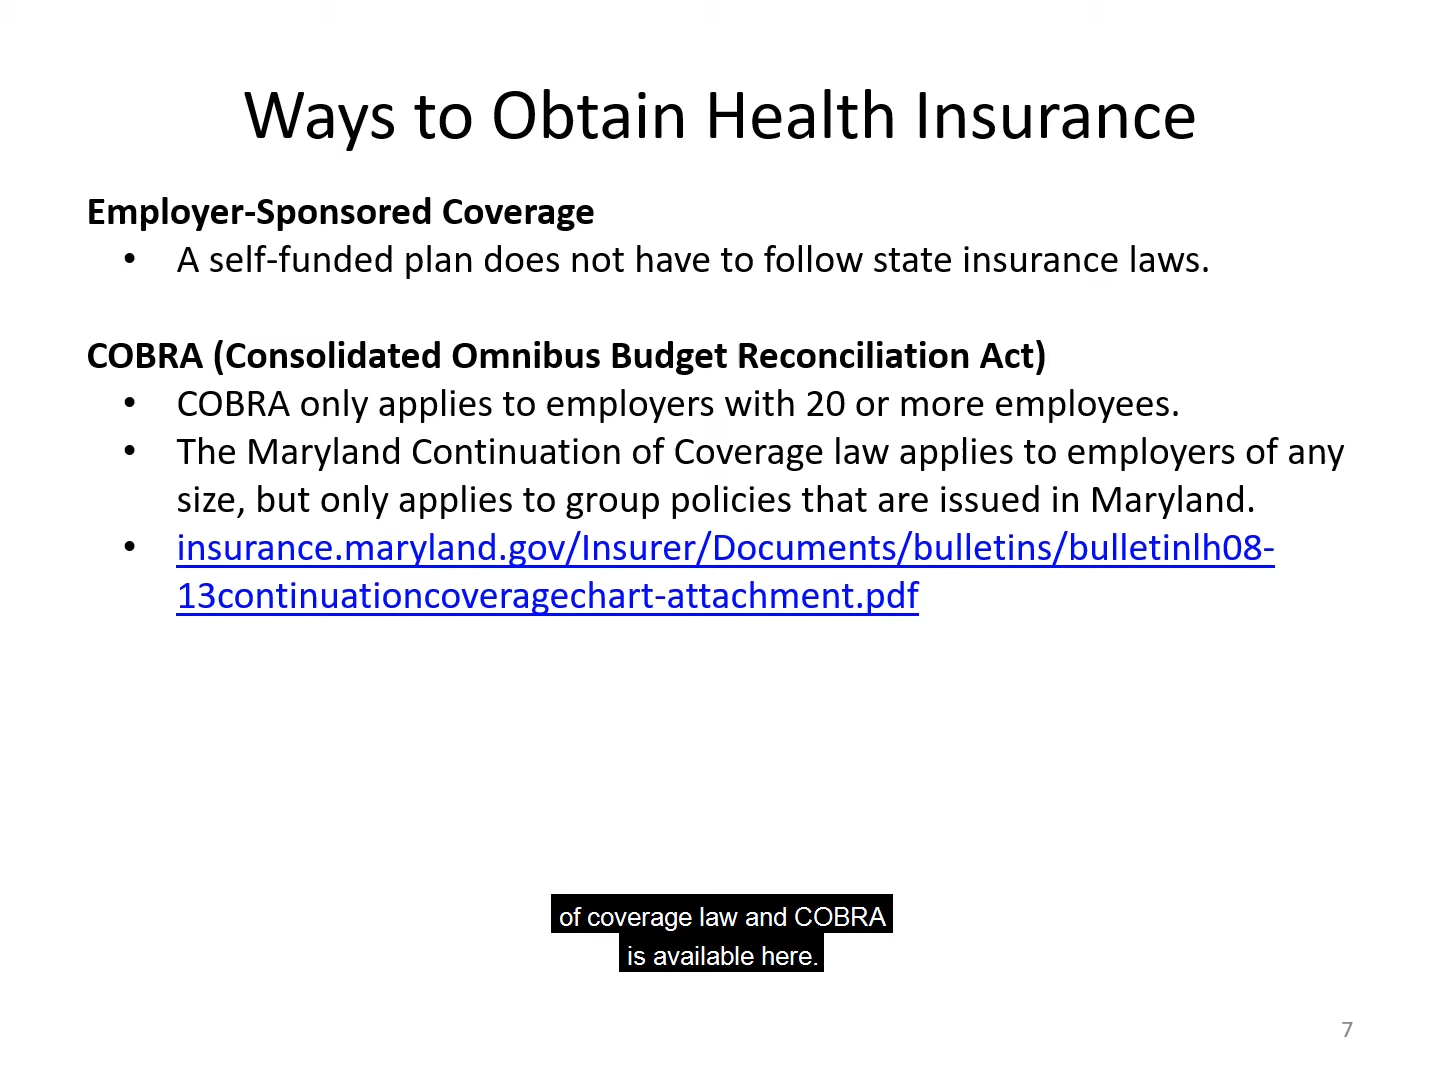 Ways to Obtain Health Insurance
Employer-Sponsored Coverage
• A self-funded plan does not have to follow state insurance laws.
COBRA (Consolidated Omnibus Budget Reconciliation Act)
• COBRA only applies to employers with 20 or more employees.
• The Maryland Continuation of Coverage law applies to employers of any
size, but only applies to group policies that are issued in Maryland.
• insurance.maryland.gov/Insurer/Documents/bulletins/bulletinlh08-
13continuationcoveragechart-attachment.pdf
of coverage law and COBRA
is available here.
7